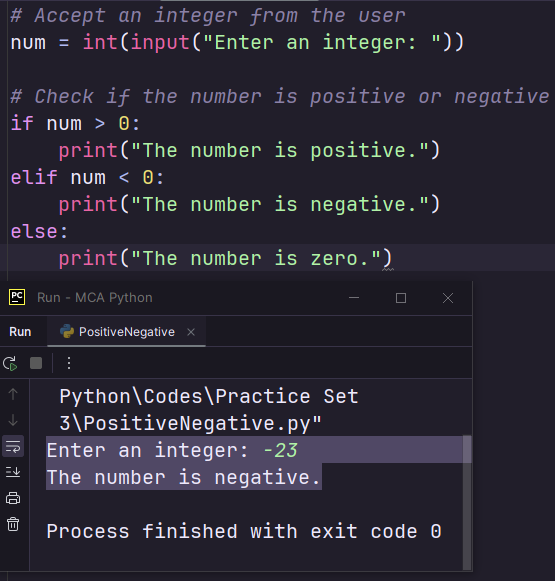 # Accept an integer from the user
num = int(input("Enter an integer: "))
# Check if the number is positive or negative
if num > 0:
    print("The number is positive.")
elif num < 0:
    print("The number is negative.")
else:
    print("The number is zero.")
PC Run - MCA Python
Run PositiveNegative
Python\Codes\Practice Set
3\PositiveNegative.py"
Enter an integer: -23
The number is negative.
Process finished with exit code 0